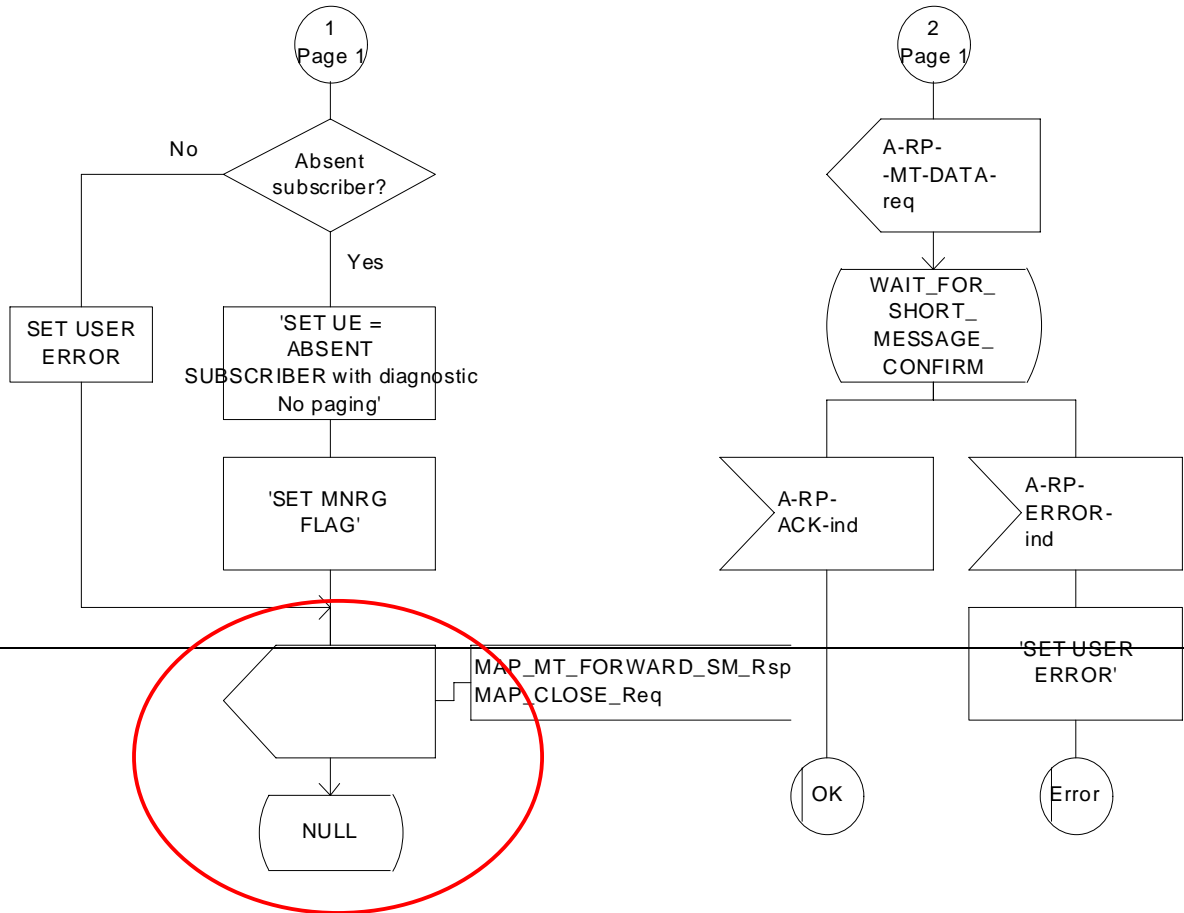 1
Page 1
Absent
subscriber?
No
Yes
SET USER
ERROR
'SET UE =
ABSENT
SUBSCRIBER with diagnostic
No paging'
'SET MNRG
FLAG'
MAP_MT_FORWARD_SM_Rsp
MAP_CLOSE_Req
NULL
2
Page 1
A-RP-
-MT-DATA-
req
WAIT_FOR_
SHORT_
MESSAGE_
CONFIRM
A-RP-
ACK-ind
A-RP-
ERROR-
ind
'SET USER
ERROR'
OK
Error